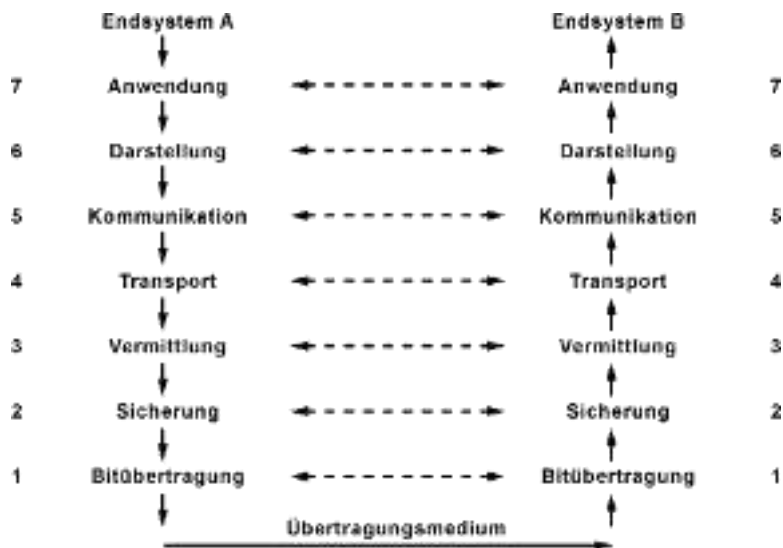 Endsystem A Endsystem B
7 Anwendung Anwendung 7
6 Darstellung Darstellung 6
5 Kommunikation Kommunikation 5
4 Transport Transport 4
3 Vermittlung Vermittlung 3
2 Sicherung Sicherung 2
1 Bitübertragung Bitübertragung 1
Übertragungsmedium